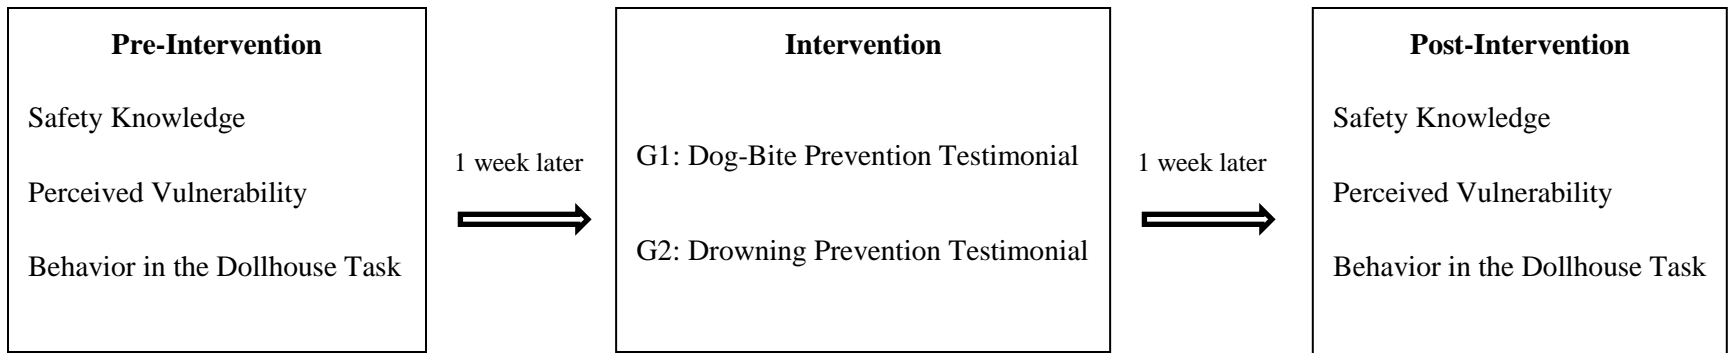 Pre-Intervention
Safety Knowledge
Perceived Vulnerability
Behavior in the Dollhouse Task
1 week later
Intervention
G1: Dog-Bite Prevention Testimonial
G2: Drowning Prevention Testimonial
1 week later
Post-Intervention
Safety Knowledge
Perceived Vulnerability
Behavior in the Dollhouse Task